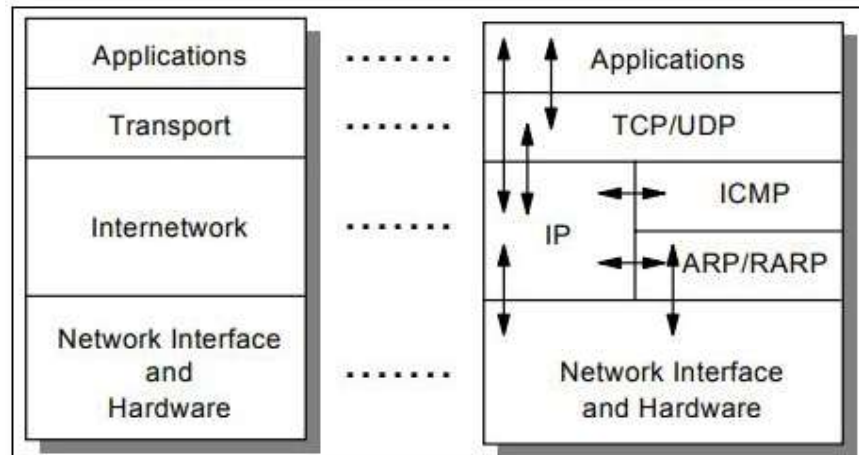 Applications
Transport
Internetwork
Network Interface
and
Hardware
Applications
TCP/UDP
ICMP
IP
ARP/RARP
Network Interface
and Hardware